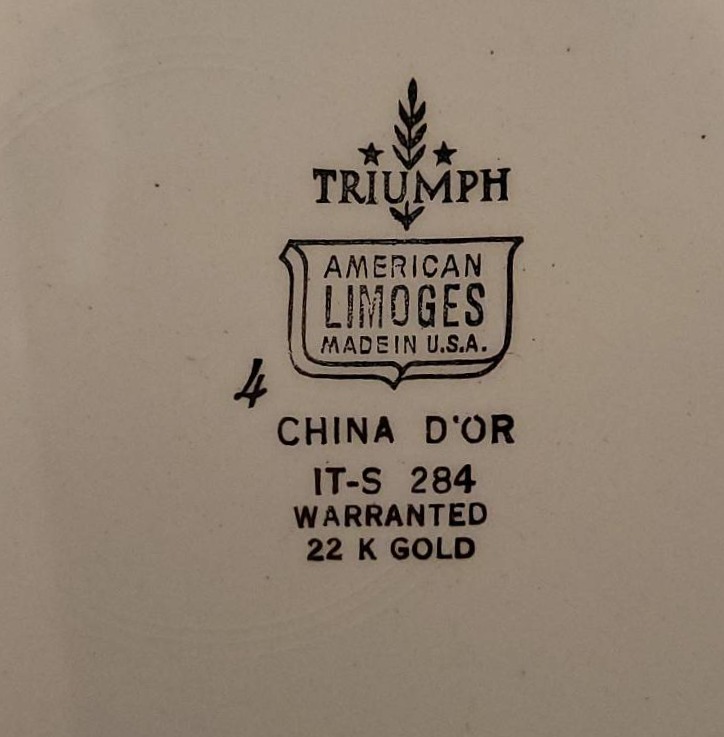 TRIUMPH
AMERICAN
LIMOGES
MADE IN U.S.A.
4
CHINA D'OR
IT-S 284
WARRANTED
22 K GOLD